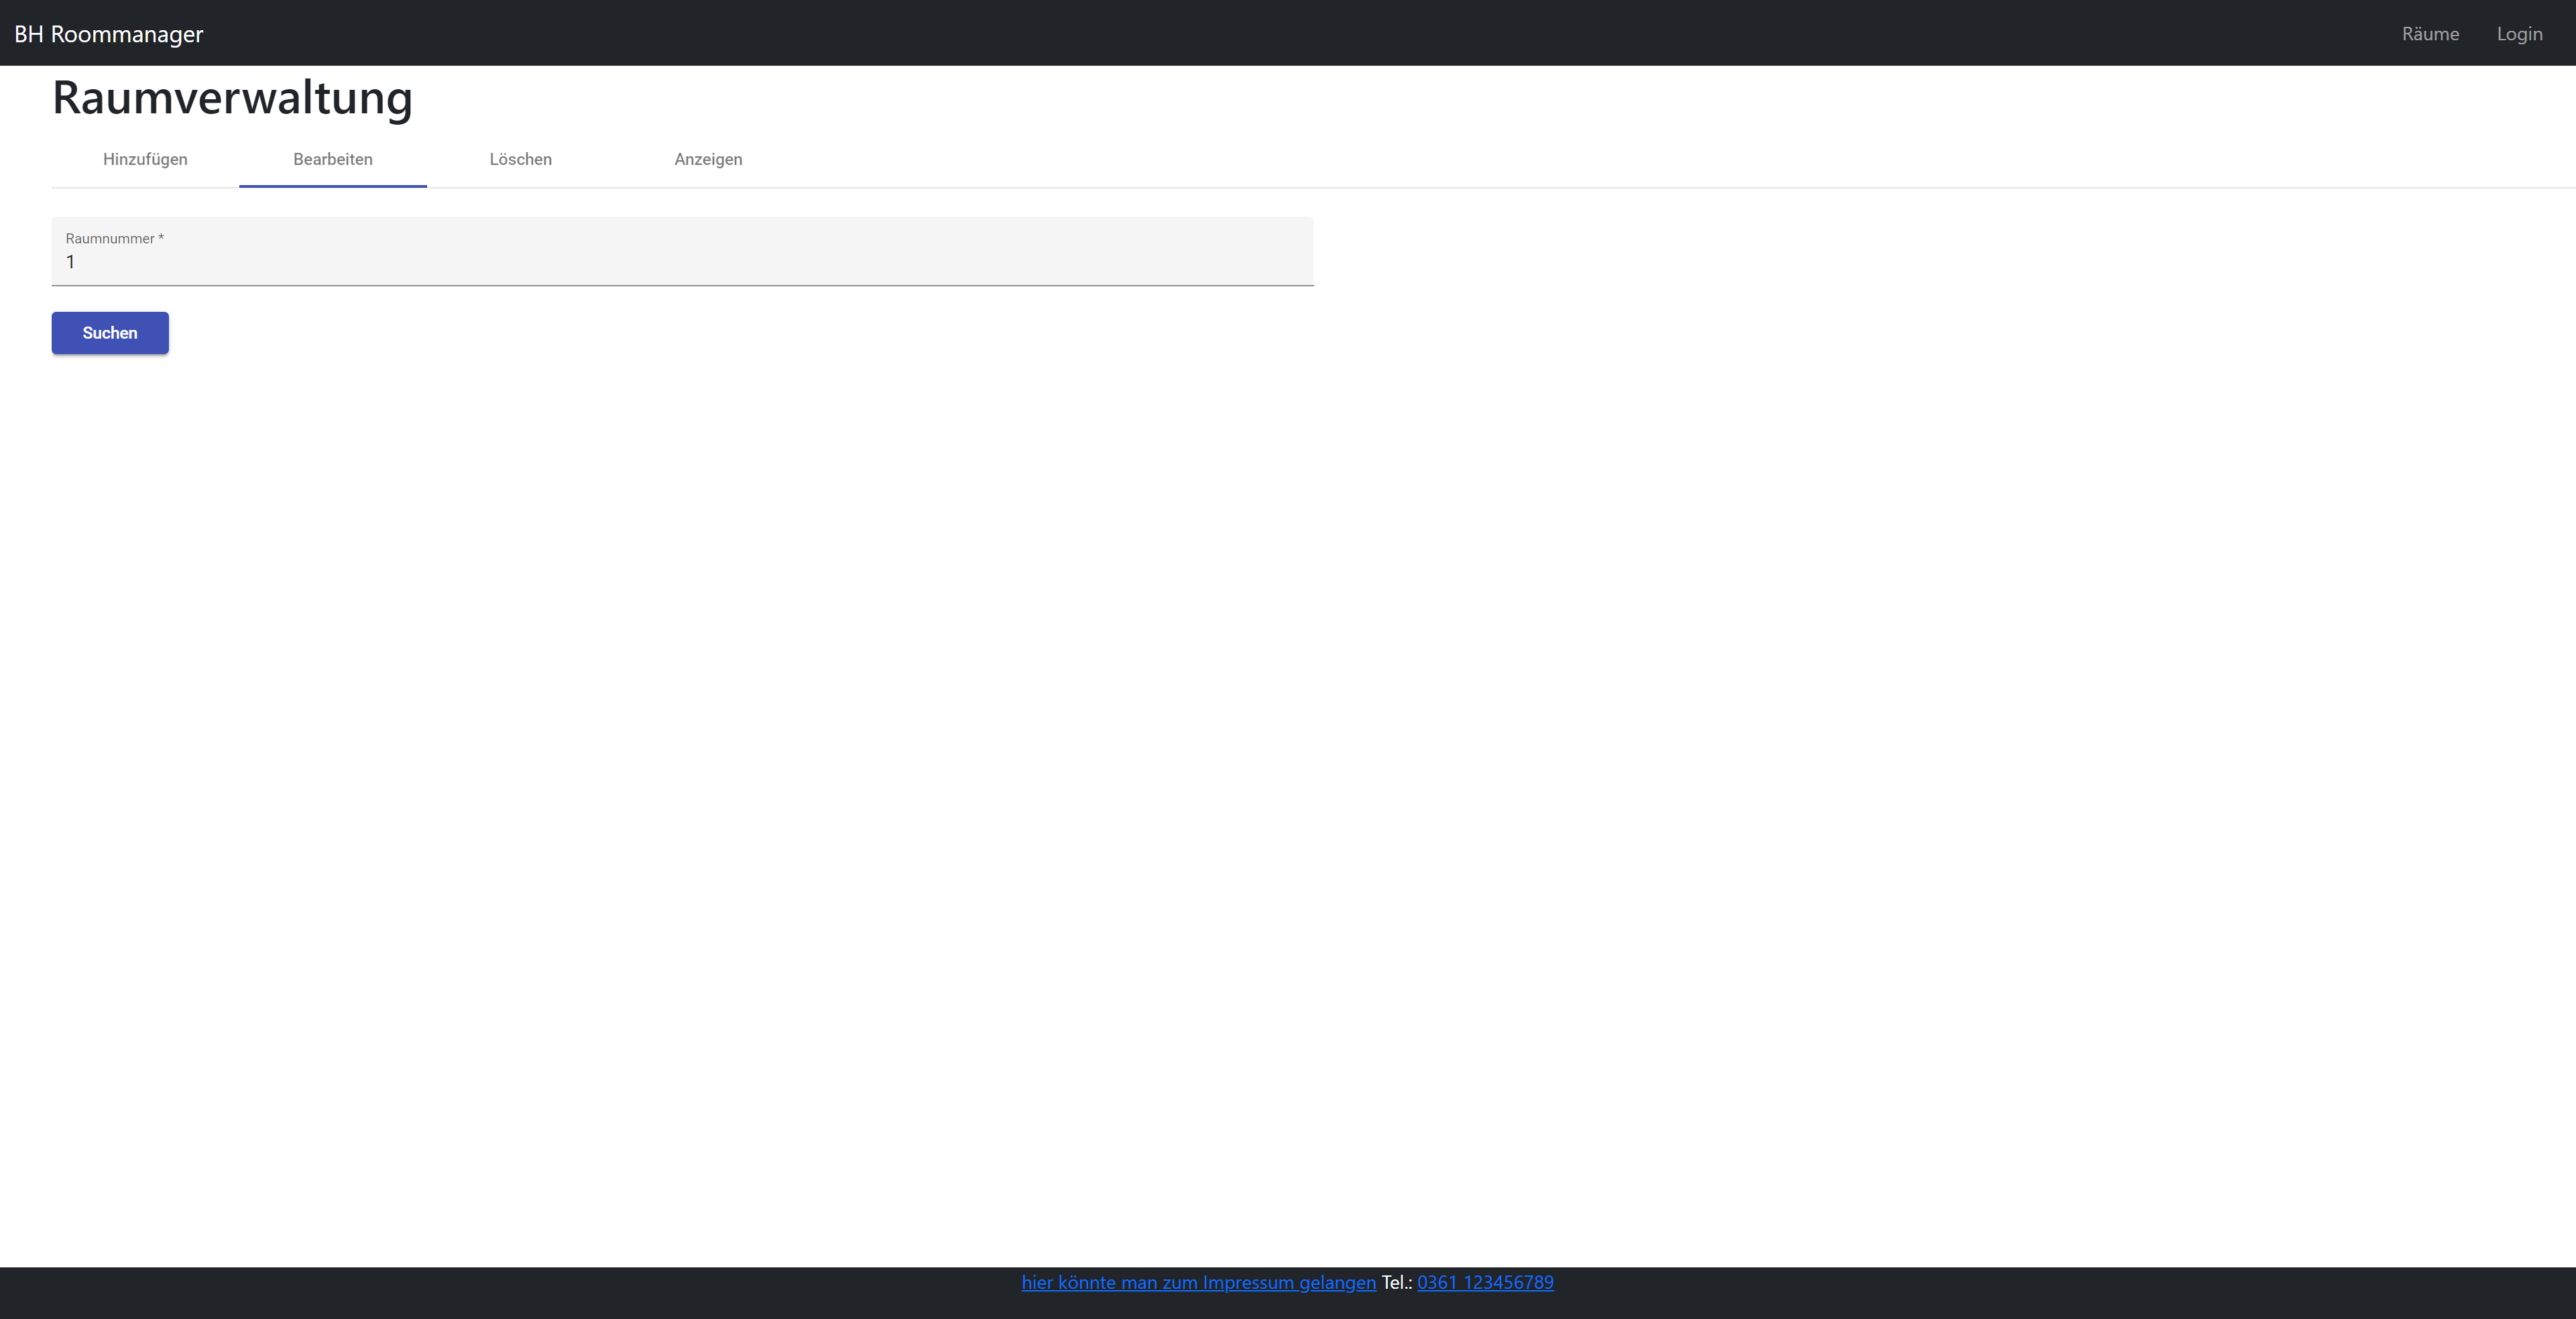 BH Roommanager Räume Login
Raumverwaltung
Hinzufügen Bearbeiten Löschen Anzeigen
Raumnummer *
1
Suchen
hier könnte man zum Impressum gelangen Tel.: 0361 123456789